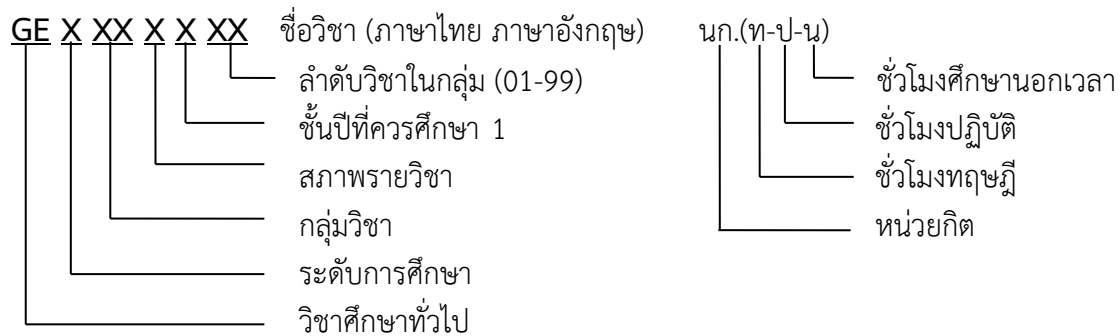 GE X XX X X XX ชื่อวิชา (ภาษาไทย ภาษาอังกฤษ) นก.(ท-ป-น)
ลำดับวิชาในกลุ่ม (01-99) ชั่วโมงศึกษานอกเวลา
ชั้นปีที่ควรศึกษา 1 ชั่วโมงปฏิบัติ
สภาพรายวิชา ชั่วโมงทฤษฎี
กลุ่มวิชา หน่วยกิต
ระดับการศึกษา
วิชาศึกษาทั่วไป